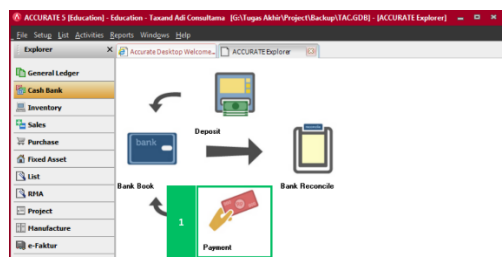 ACCURATE 5 [Education] - Education - Taxand Adi Consultama [G:\Tugas Akhir\Project\Backup\TAC.GDB] - [ACCURATE Explorer]
File Setup List Activities Reports Windows Help
Explorer X
Accurate Desktop Welcome...
ACCURATE Explorer
General Ledger
Cash Bank
Inventory
Sales
Purchase
Fixed Asset
List
RMA
Project
Manufacture
e-Faktur
Deposit
bank
Bank Book
Bank Reconcile
1
Payment